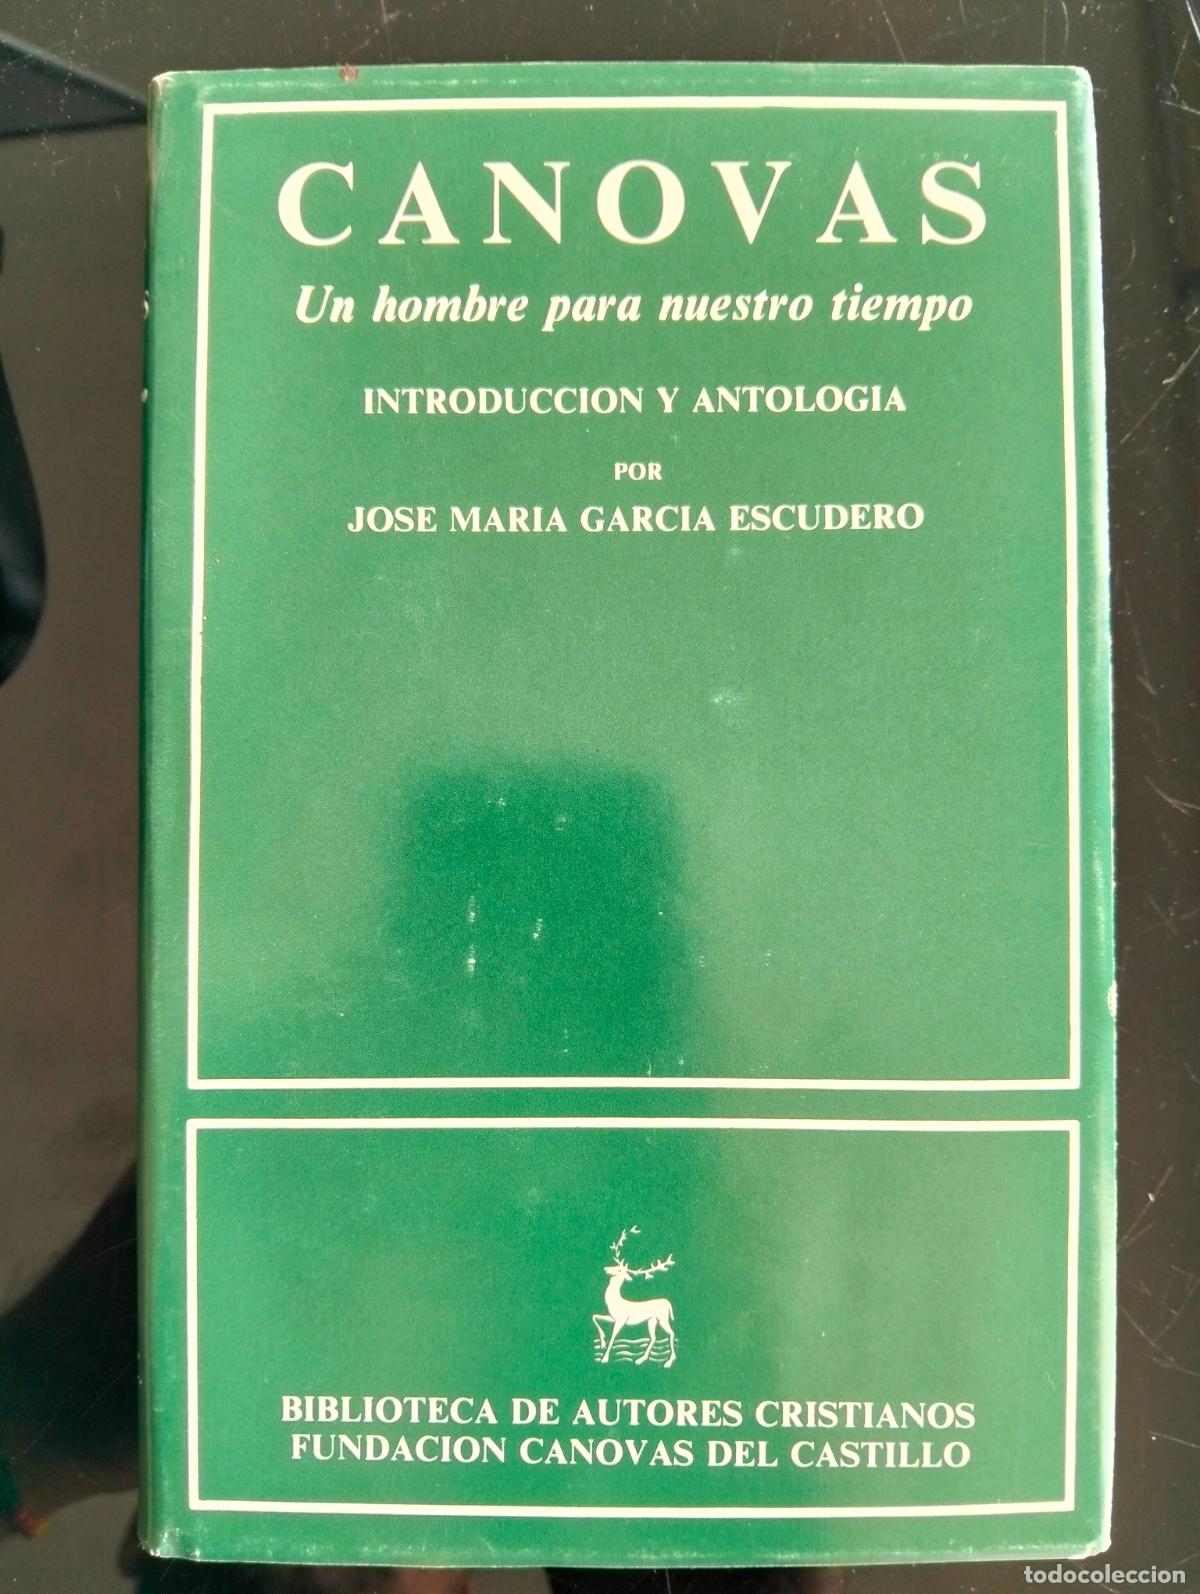 CANOVAS
Un hombre para nuestro tiempo
INTRODUCCION Y ANTOLOGIA
POR
JOSE MARIA GARCIA ESCUDERO
BIBLIOTECA DE AUTORES CRISTIANOS
FUNDACION CANOVAS DEL CASTILLO
todocoleccion